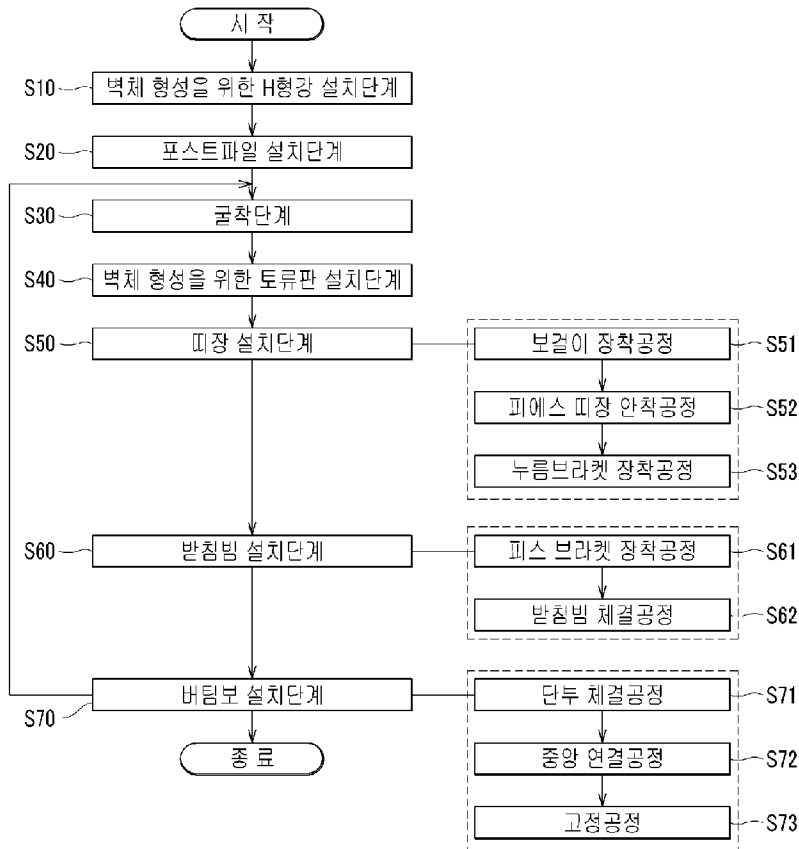 시 작
S10
벽체 형성을 위한 H형강 설치단계
S20
포스트파일 설치단계
S30
굴착단계
S40
벽체 형성을 위한 토류판 설치단계
S50
띠장 설치단계
보걸이 장착공정
S51
피에스 띠장 안착공정
S52
누름브라켓 장착공정
S53
S60
받침빔 설치단계
피스 브라켓 장착공정
S61
받침빔 체결공정
S62
S70
버팀보 설치단계
단두 체결공정
S71
중앙 연결공정
S72
고정공정
S73
종 료